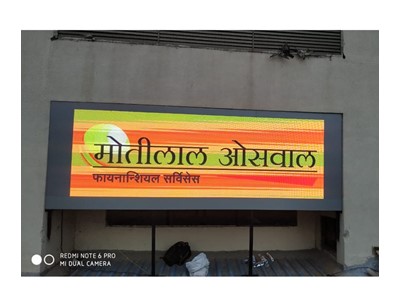 मोतीलाल ओसवाल
फायनान्शियल सर्विसेस
REDMI NOTE 6 PRO
MI DUAL CAMERA